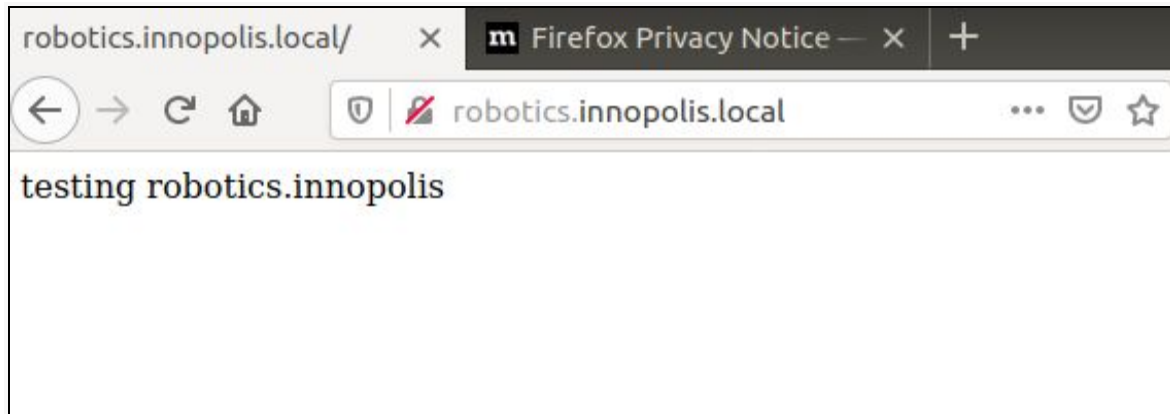 robotics.innopolis.local/
m Firefox Privacy Notice —
robotics.innopolis.local
testing robotics.innopolis